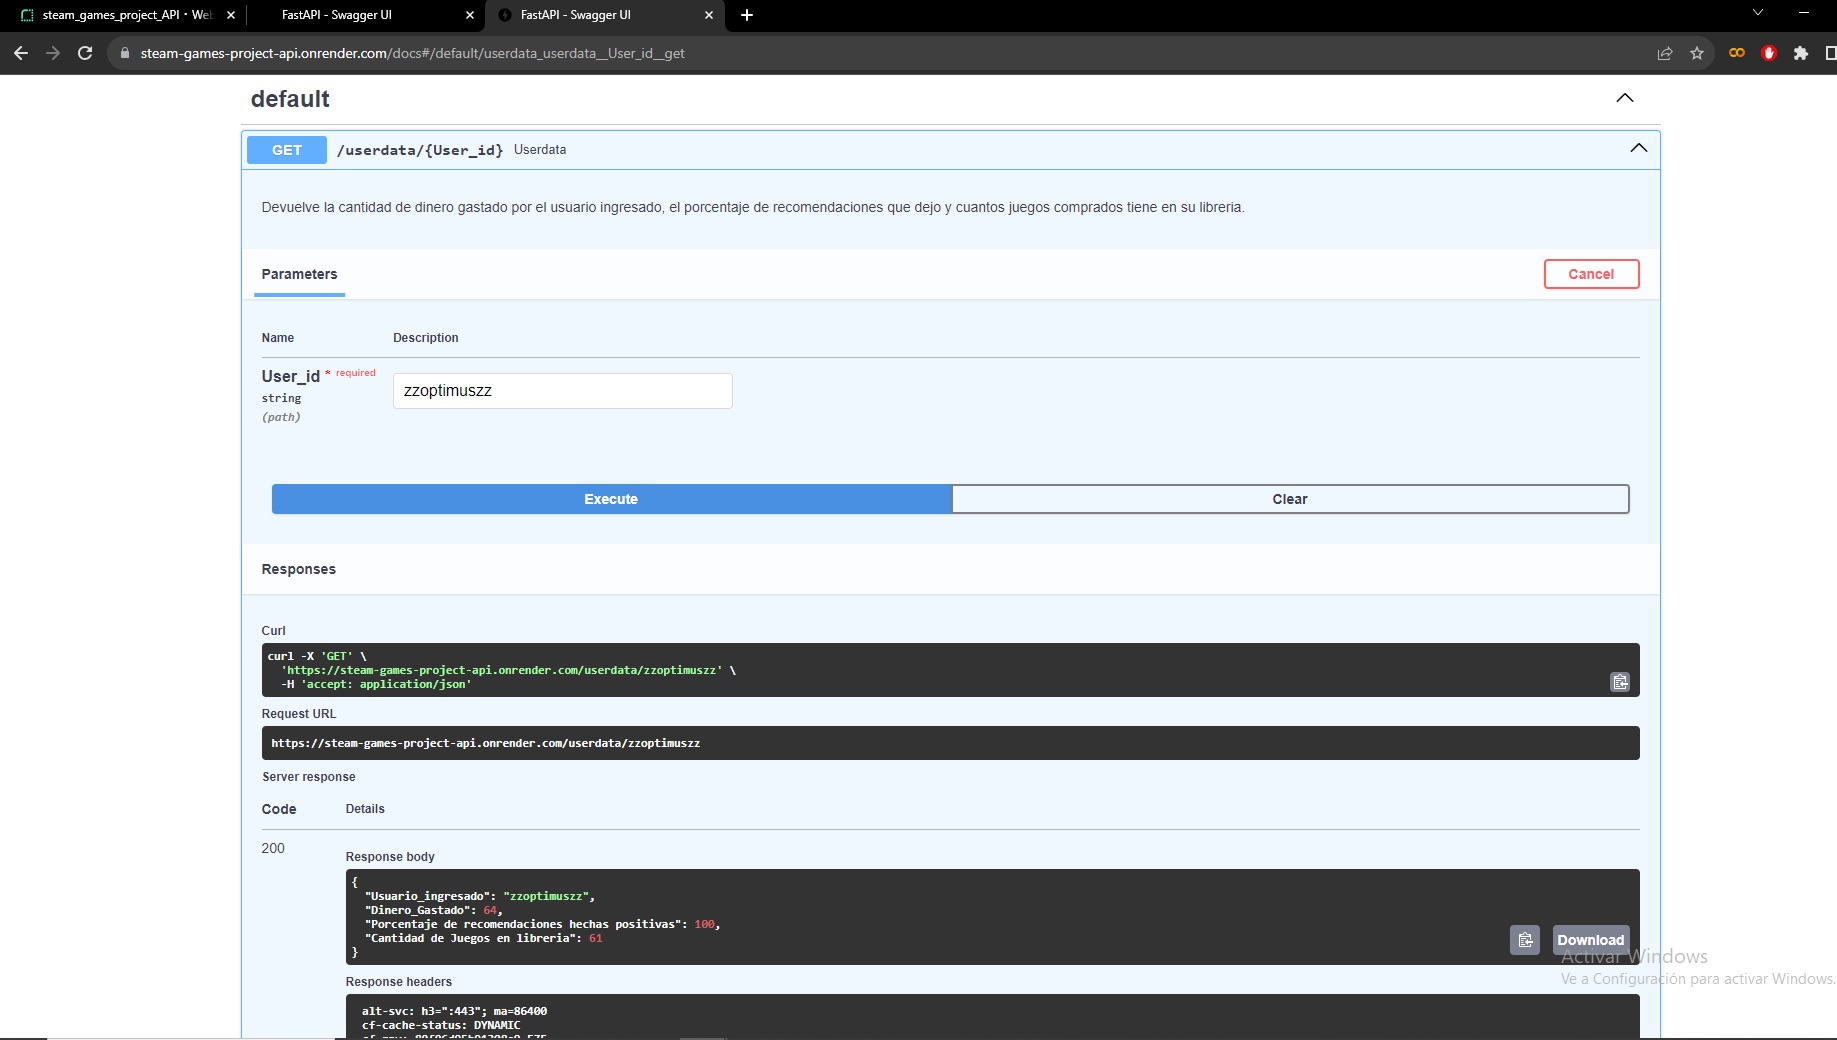 steam_games_project_API · We
FastAPI - Swagger UI
FastAPI - Swagger UI
steam-games-project-api.onrender.com/docs#/default/userdata_userdata__User_id__get
default
GET /userdata/{User_id} Userdata
Devuelve la cantidad de dinero gastado por el usuario ingresado, el porcentaje de recomendaciones que dejo y cuantos juegos comprados tiene en su libreria.
Parameters
Cancel
Name Description
User_id * required
string
(path)
zzoptimuszz
Execute
Clear
Responses
Curl
curl -X 'GET' \
'https://steam-games-project-api.onrender.com/userdata/zzoptimuszz' \
-H 'accept: application/json'
Request URL
https://steam-games-project-api.onrender.com/userdata/zzoptimuszz
Server response
Code Details
200
Response body
{
"Usuario_ingresado": "zzoptimuszz",
"Dinero_Gastado": 64,
"Porcentaje de recomendaciones hechas positivas": 100,
"Cantidad de Juegos en libreria": 61
}
Download
Activar Windows
Ve a Configuración para activar Windows.
Response headers
alt-svc: h3=":443"; ma=86400
cf-cache-status: DYNAMIC